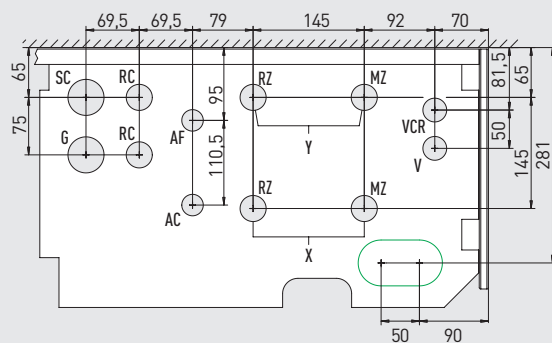 69,5 69,5 79 145 92 70
65 75 SC RC RZ MZ 81,5 65
95 AF VCR 50 281
G RC Y V
110,5 145
AC RZ MZ
X
50 90